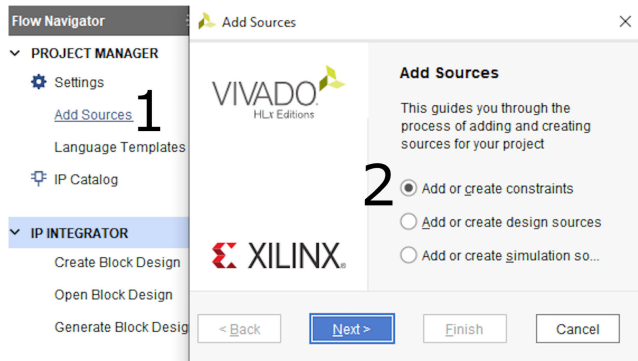 Flow Navigator
PROJECT MANAGER
Settings
Add Sources 1
Language Templates
IP Catalog
IP INTEGRATOR
Create Block Design
Open Block Design
Generate Block Desig
Add Sources
VIVADO.
HLx Editions
XILINX.
Add Sources
This guides you through the
process of adding and creating
sources for your project
2 Add or create constraints
Add or create design sources
Add or create simulation so...
< Back Next > Finish Cancel